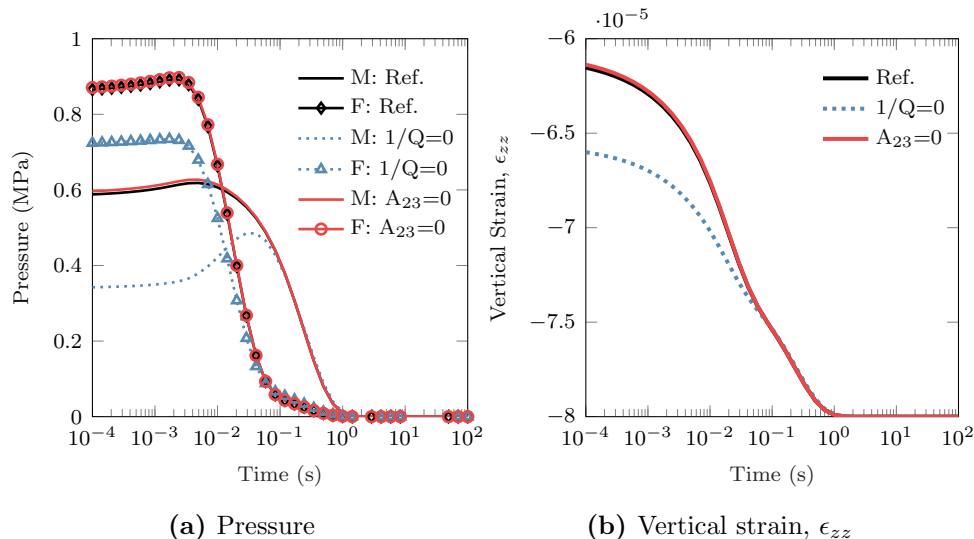 ·10⁻⁵
1
0.8
0.6
0.4
0.2
0
Pressure (MPa)
M: Ref.
F: Ref.
M: 1/Q=0
F: 1/Q=0
M: A₂₃=0
F: A₂₃=0
10⁻⁴ 10⁻³ 10⁻² 10⁻¹ 10⁰ 10¹ 10²
Time (s)
(a) Pressure
−6
−6.5
−7
−7.5
−8
Vertical Strain, ϵ_zz
Ref.
1/Q=0
A₂₃=0
10⁻⁴ 10⁻³ 10⁻² 10⁻¹ 10⁰ 10¹ 10²
Time (s)
(b) Vertical strain, ϵ_zz